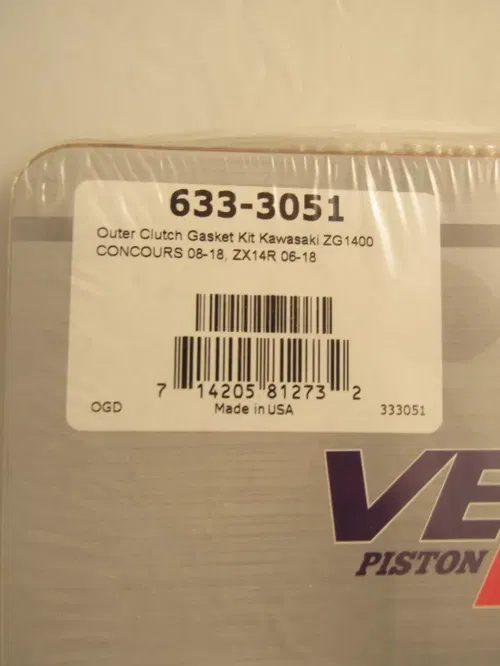 633-3051
Outer Clutch Gasket Kit Kawasaki ZG1400
CONCOURS 08-18, ZX14R 06-18
7 14205 81273 2
OGD Made in USA 333051
VE
PISTON